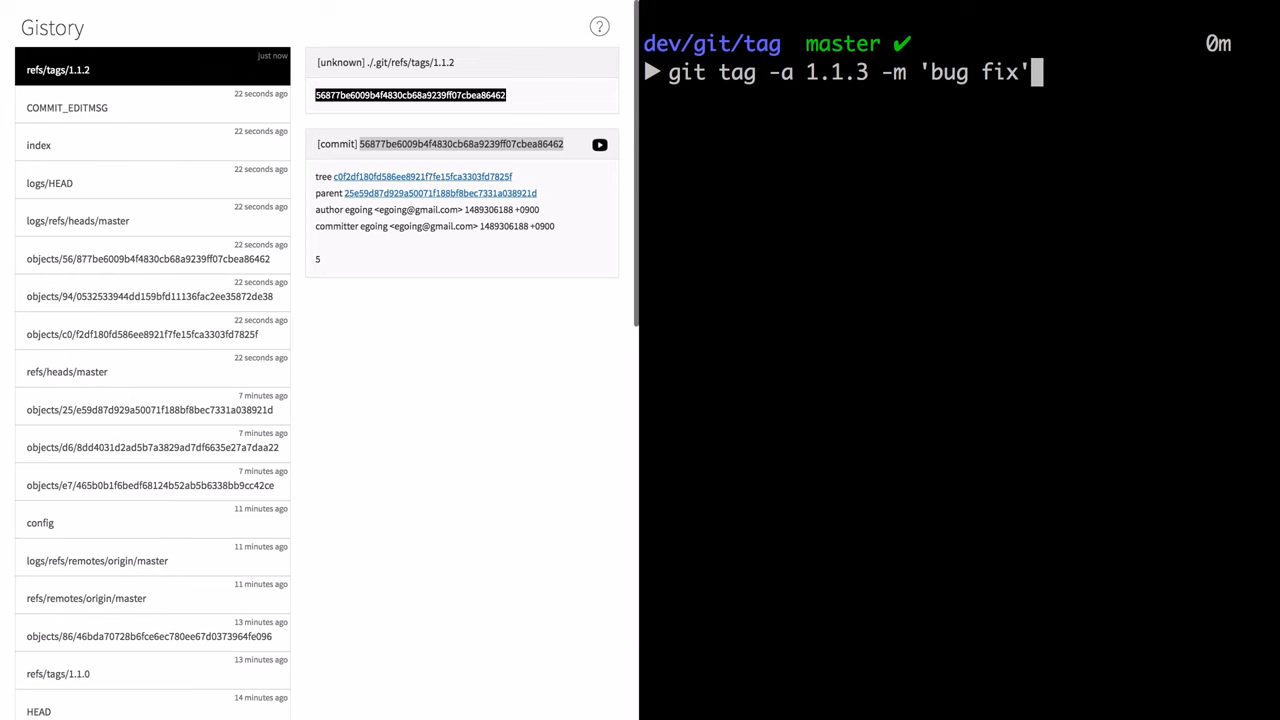 Gistory
?
just now
refs/tags/1.1.2
22 seconds ago
COMMIT_EDITMSG
22 seconds ago
index
22 seconds ago
logs/HEAD
22 seconds ago
logs/refs/heads/master
22 seconds ago
objects/56/877be6009b4f4830cb68a9239ff07cbea86462
22 seconds ago
objects/94/0532533944dd159bfd11136fac2ee35872de38
22 seconds ago
objects/c0/f2df180fd586ee8921f7fe15fca3303fd7825f
22 seconds ago
refs/heads/master
7 minutes ago
objects/25/e59d87d929a50071f188bf8bec7331a038921d
7 minutes ago
objects/d6/8dd4031d2ad5b7a3829ad7df6635e27a7daa22
7 minutes ago
objects/e7/465b0b1f6bedf68124b52ab5b6338bb9cc42ce
11 minutes ago
config
11 minutes ago
logs/refs/remotes/origin/master
11 minutes ago
refs/remotes/origin/master
13 minutes ago
objects/86/46bda70728b6fce6ec780ee67d0373964fe096
13 minutes ago
refs/tags/1.1.0
14 minutes ago
HEAD
[unknown] ./.git/refs/tags/1.1.2
56877be6009b4f4830cb68a9239ff07cbea86462
[commit] 56877be6009b4f4830cb68a9239ff07cbea86462
tree c0f2df180fd586ee8921f7fe15fca3303fd7825f
parent 25e59d87d929a50071f188bf8bec7331a038921d
author egoing <egoing@gmail.com> 1489306188 +0900
committer egoing <egoing@gmail.com> 1489306188 +0900
5
dev/git/tag master ✔ 0m
▶ git tag -a 1.1.3 -m 'bug fix'